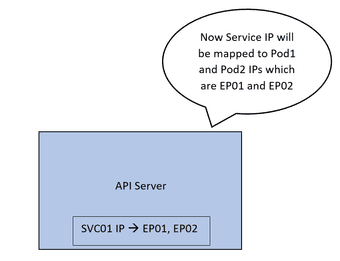 Now Service IP will
be mapped to Pod1
and Pod2 IPs which
are EP01 and EP02
API Server
SVC01 IP → EP01, EP02